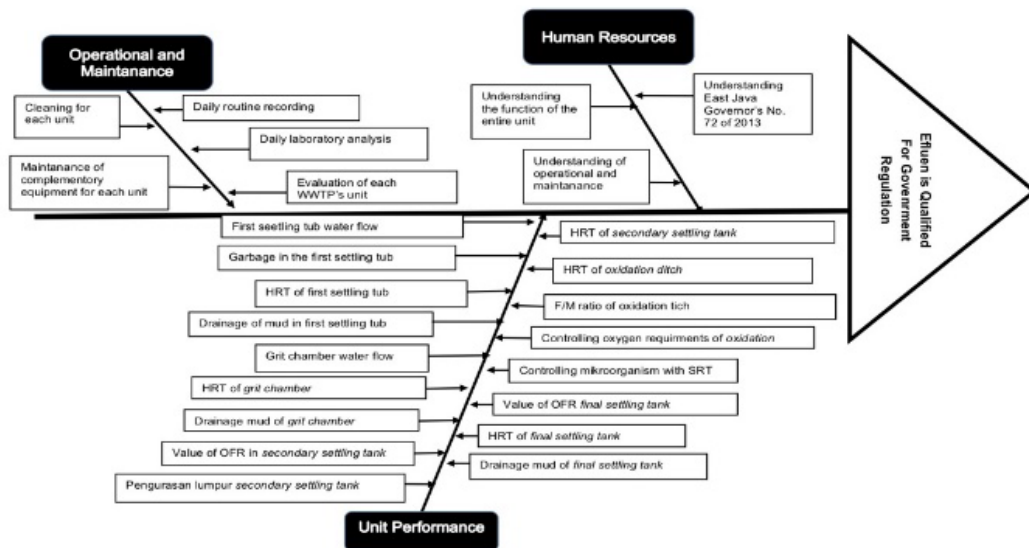 Operational and
Maintanance
Human Resources
Cleaning for
each unit
Daily routine recording
Daily laboratory analysis
Maintanance of
complementory
equipment for each unit
Evaluation of each
WWTP's unit
Understanding
the function of the
entire unit
Understanding
East Java
Governor's No.
72 of 2013
Understanding of
operational and
maintanance
Efluen is Qualified
For Govenrment
Regulation
First seetling tub water flow
Garbage in the first settling tub
HRT of first settling tub
Drainage of mud in first settling tub
Grit chamber water flow
HRT of grit chamber
Drainage mud of grit chamber
Value of OFR in secondary settling tank
Pengurasan lumpur secondary settling tank
HRT of secondary settling tank
HRT of oxidation ditch
F/M ratio of oxidation tich
Controlling oxygen requirments of oxidation
Controlling mikroorganism with SRT
Value of OFR final settling tank
HRT of final settling tank
Drainage mud of final settling tank
Unit Performance